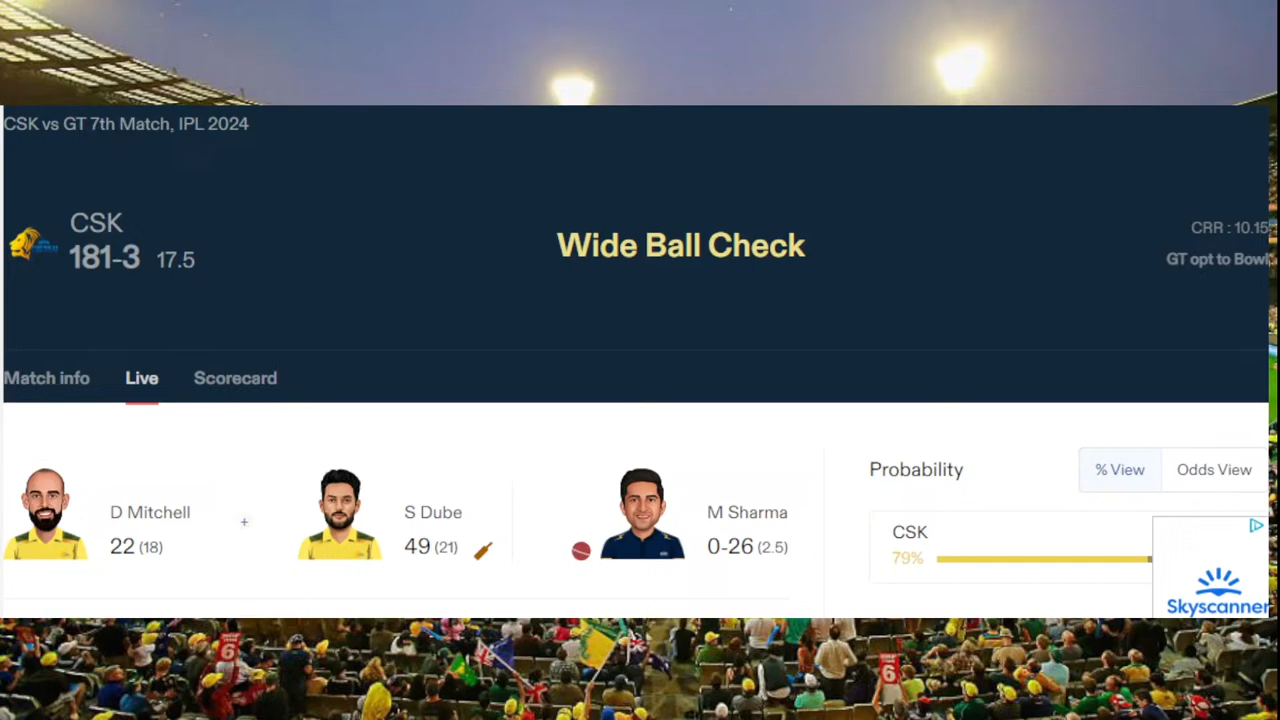 CSK vs GT 7th Match, IPL 2024
CSK
181-3 17.5
Wide Ball Check
CRR : 10.15
GT opt to Bowl
Match info Live Scorecard
D Mitchell
22 (18)
+
S Dube
49 (21)
M Sharma
0-26 (2.5)
Probability
% View Odds View
CSK
79%
Skyscanner
6
6